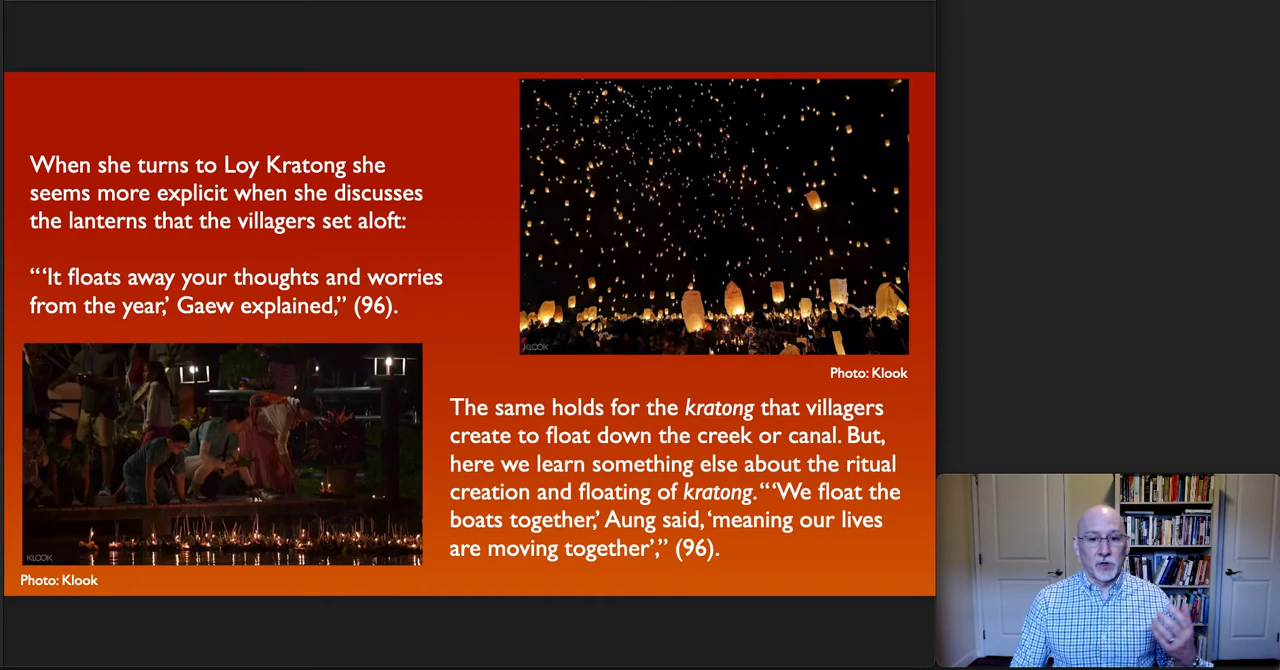 When she turns to Loy Kratong she
seems more explicit when she discusses
the lanterns that the villagers set aloft:
“‘It floats away your thoughts and worries
from the year,’ Gaew explained,” (96).
KLOOK
Photo: Klook
KLOOK
Photo: Klook
The same holds for the kratong that villagers
create to float down the creek or canal. But,
here we learn something else about the ritual
creation and floating of kratong. “‘We float the
boats together,’ Aung said, ‘meaning our lives
are moving together’,” (96).